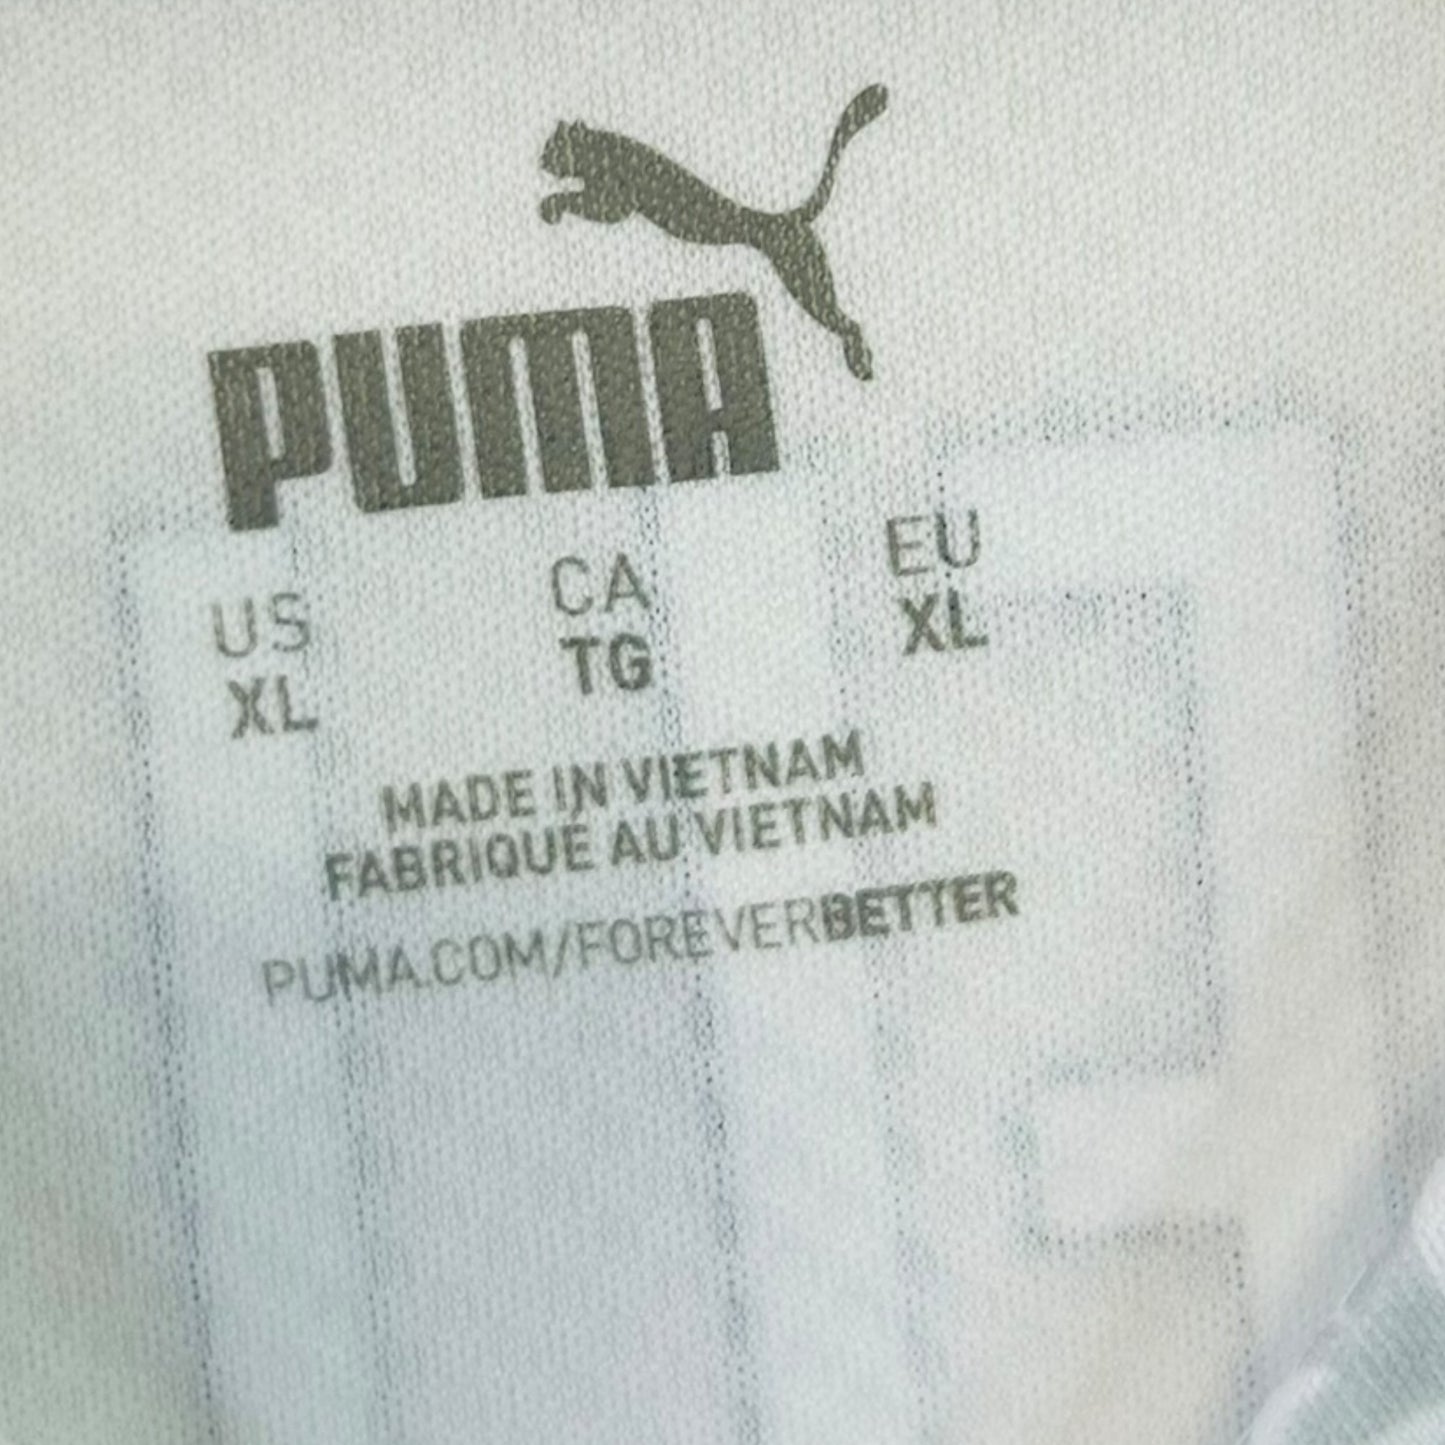 PUMA
US CA EU
XL TG XL
MADE IN VIETNAM
FABRIQUE AU VIETNAM
PUMA.COM/FOREVERBETTER